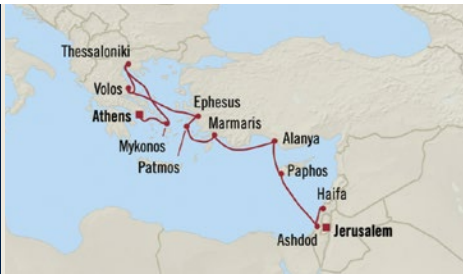 Thessaloniki
Volos
Ephesus
Athens
Marmaris
Mykonos
Alanya
Patmos
Paphos
Haifa
Jerusalem
Ashdod